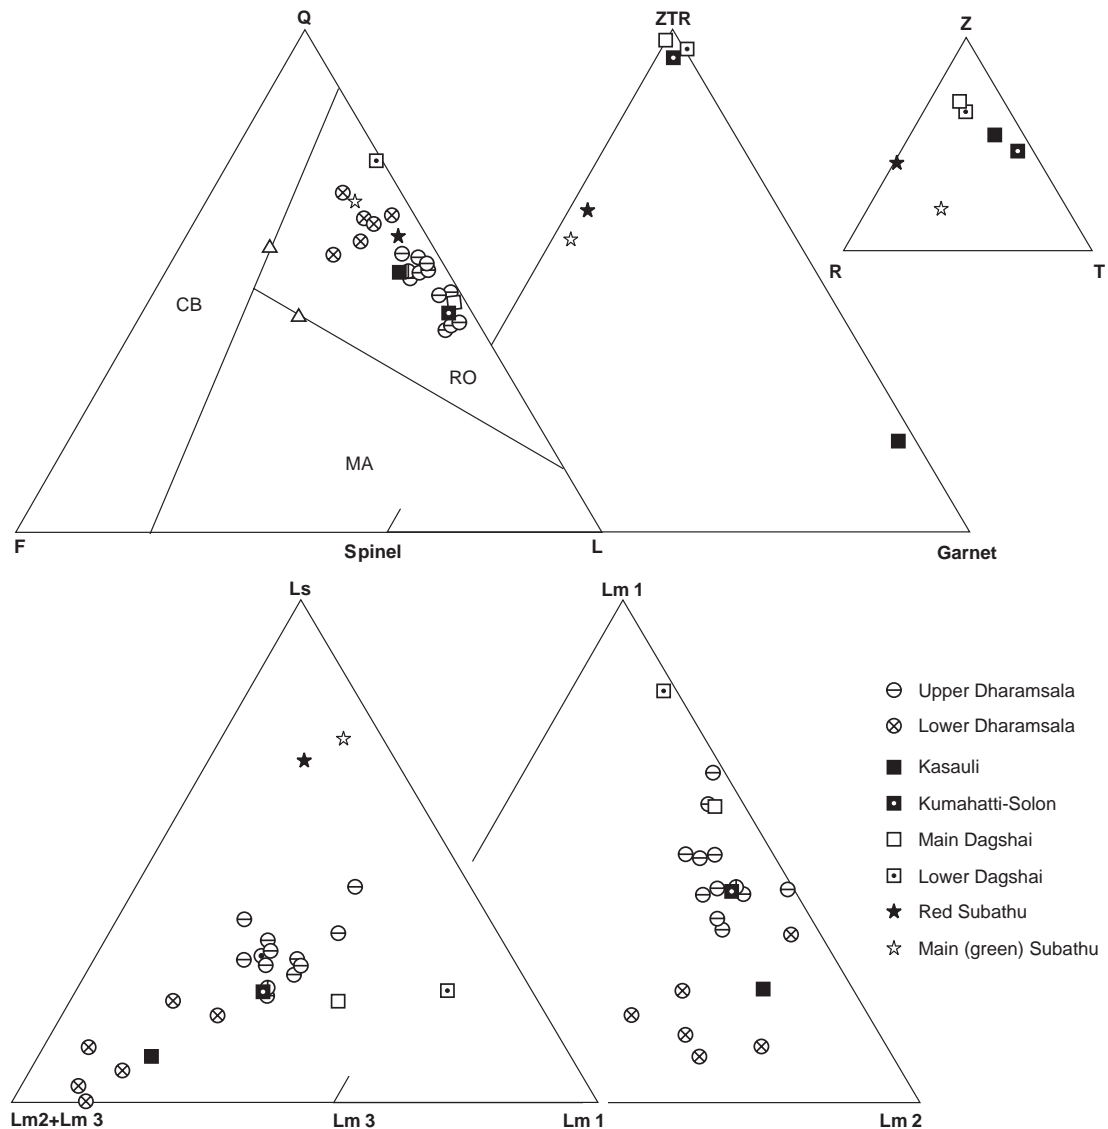 Q
ZTR
Z
CB
RO
MA
R
T
F
Spinel
L
Garnet
Ls
Lm 1
Upper Dharamsala
Lower Dharamsala
Kasauli
Kumahatti-Solon
Main Dagshai
Lower Dagshai
Red Subathu
Main (green) Subathu
Lm2+Lm 3
Lm 3
Lm 1
Lm 2